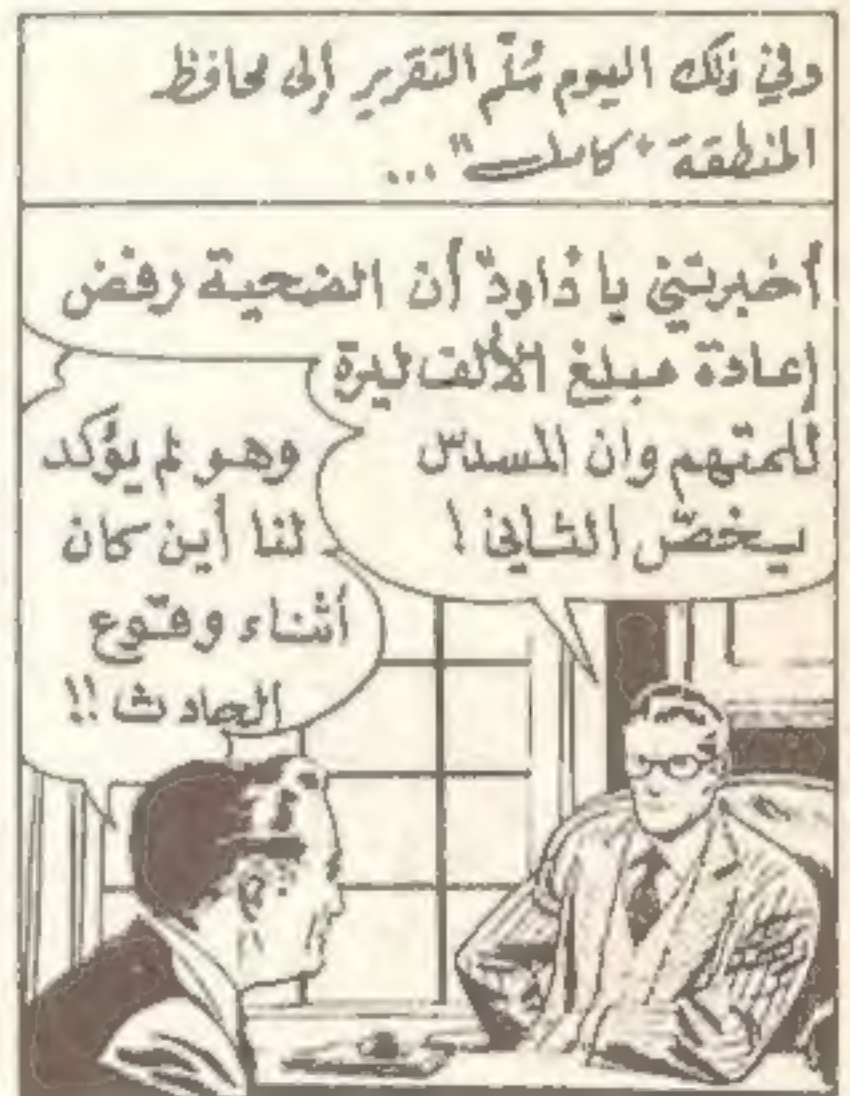 وفي ذلك اليوم سُلّم التقرير إلى محافظ
المنطقة "كامل" ...
أخبرتني يا داود أن الضحية رفض
إعادة مبلغ الألف ليرة
للمتهم وان المسدس
يخصّ الثاني !
وهو لم يؤكد
لنا أين كان
أثناء وقوع
الحادث !!